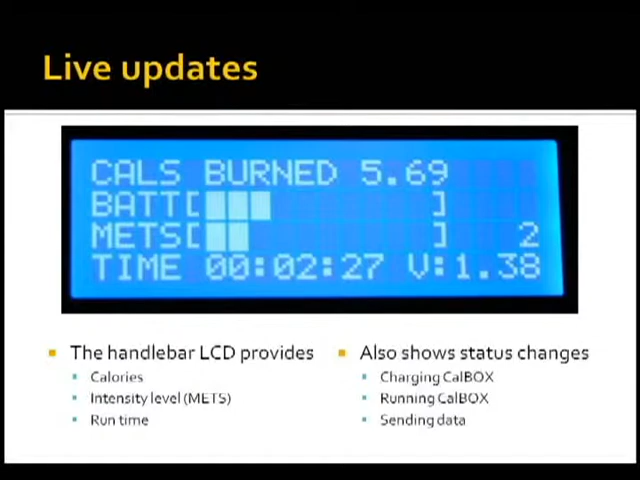 Live updates
CALS BURNED 5.69
BATT[ ]
METS[ ] 2
TIME 00:02:27 V:1.38
The handlebar LCD provides
Calories
Intensity level (METS)
Run time
Also shows status changes
Charging CalBOX
Running CalBOX
Sending data